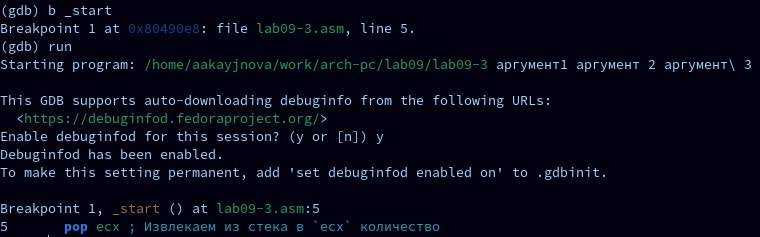 (gdb) b _start
Breakpoint 1 at 0x80490e8: file lab09-3.asm, line 5.
(gdb) run
Starting program: /home/aakayjnova/work/arch-pc/lab09/lab09-3 аргумент1 аргумент 2 аргумент\ 3
This GDB supports auto-downloading debuginfo from the following URLs:
<https://debuginfod.fedoraproject.org/>
Enable debuginfod for this session? (y or [n]) y
Debuginfod has been enabled.
To make this setting permanent, add 'set debuginfod enabled on' to .gdbinit.
Breakpoint 1, _start () at lab09-3.asm:5
5 pop ecx ; Извлекаем из стека в `ecx` количество